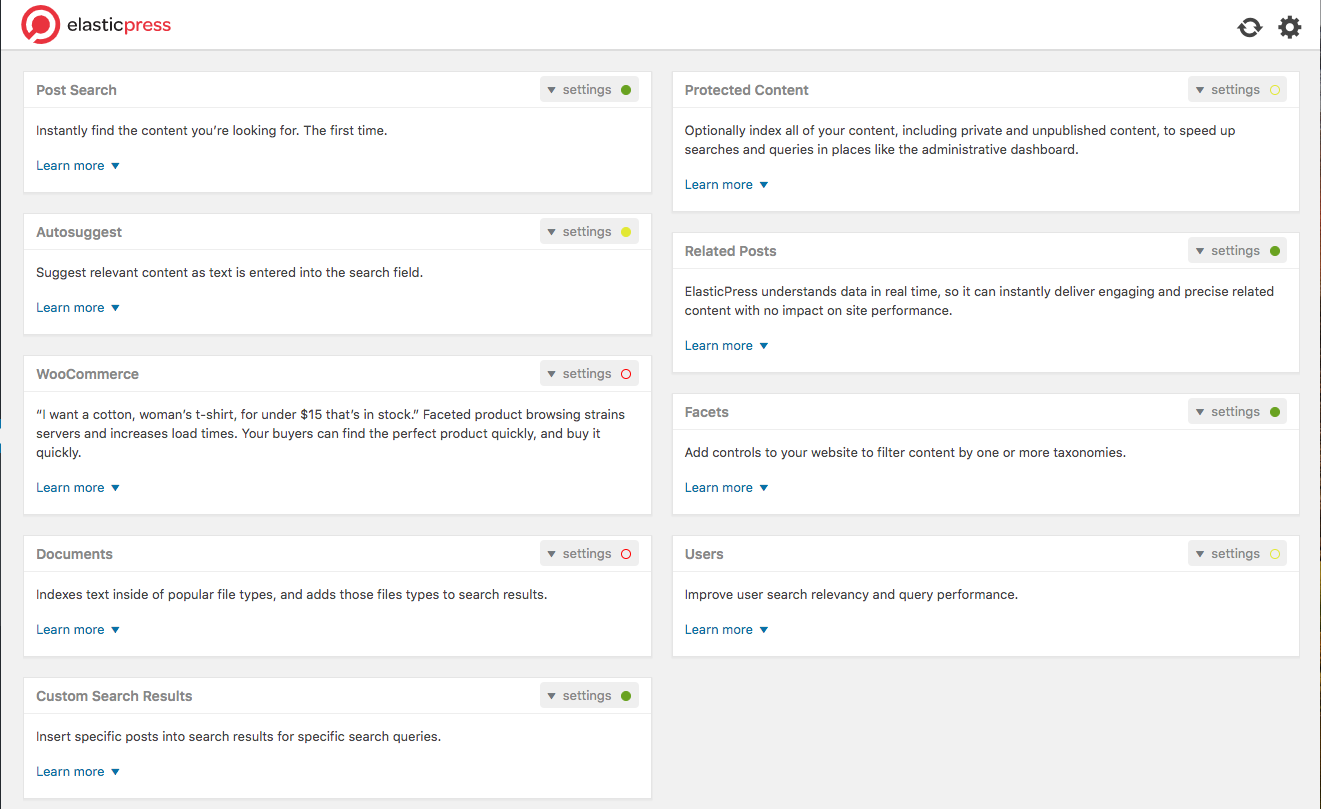 elasticpress
Post Search
settings
Instantly find the content you’re looking for. The first time.
Learn more
Autosuggest
settings
Suggest relevant content as text is entered into the search field.
Learn more
WooCommerce
settings
“I want a cotton, woman’s t-shirt, for under $15 that’s in stock.” Faceted product browsing strains
servers and increases load times. Your buyers can find the perfect product quickly, and buy it
quickly.
Learn more
Documents
settings
Indexes text inside of popular file types, and adds those files types to search results.
Learn more
Custom Search Results
settings
Insert specific posts into search results for specific search queries.
Learn more
Protected Content
settings
Optionally index all of your content, including private and unpublished content, to speed up
searches and queries in places like the administrative dashboard.
Learn more
Related Posts
settings
ElasticPress understands data in real time, so it can instantly deliver engaging and precise related
content with no impact on site performance.
Learn more
Facets
settings
Add controls to your website to filter content by one or more taxonomies.
Learn more
Users
settings
Improve user search relevancy and query performance.
Learn more